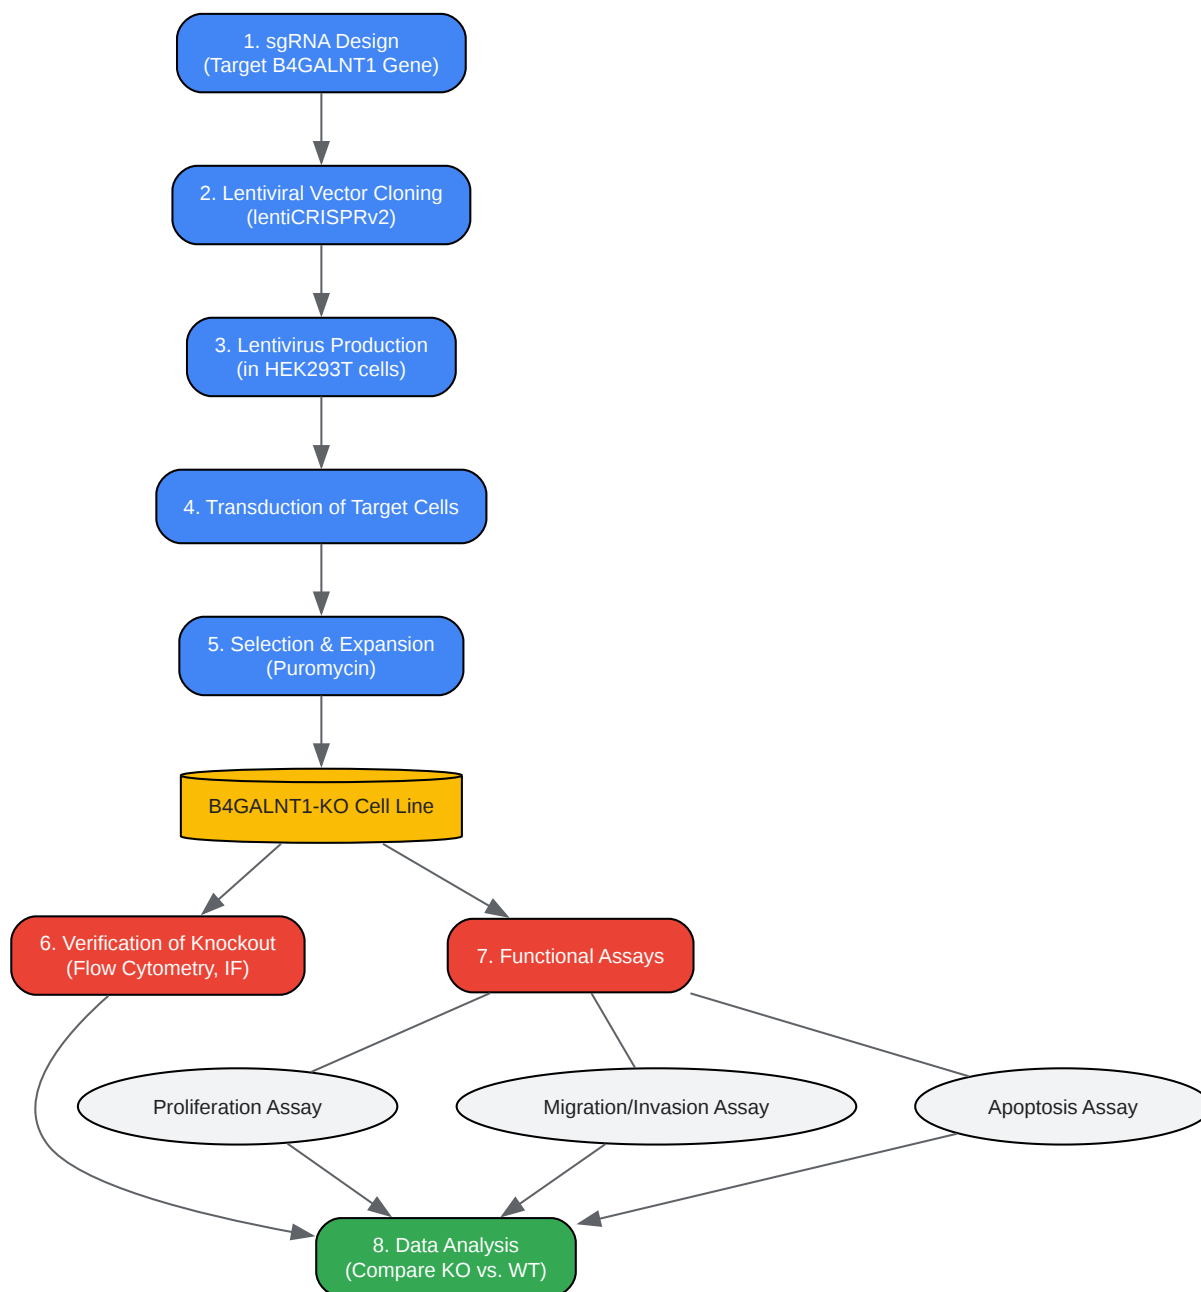 1. sgRNA Design
(Target B4GALNT1 Gene)
2. Lentiviral Vector Cloning
(lentiCRISPRv2)
3. Lentivirus Production
(in HEK293T cells)
4. Transduction of Target Cells
5. Selection & Expansion
(Puromycin)
B4GALNT1-KO Cell Line
6. Verification of Knockout
(Flow Cytometry, IF)
7. Functional Assays
Proliferation Assay
Migration/Invasion Assay
Apoptosis Assay
8. Data Analysis
(Compare KO vs. WT)